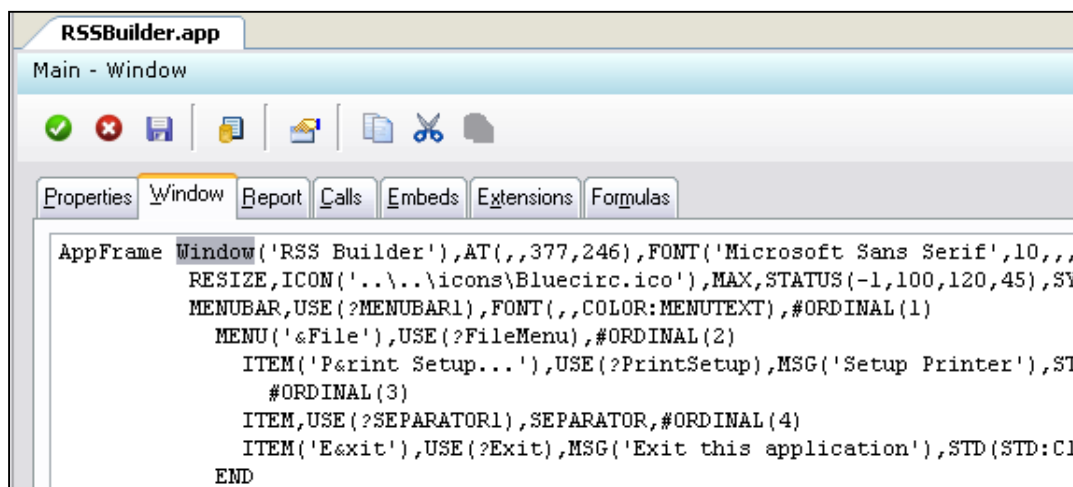 RSSBuilder.app
Main - Window
Properties Window Report Calls Embeds Extensions Formulas
AppFrame Window('RSS Builder'),AT(,,377,246),FONT('Microsoft Sans Serif',10,,,
RESIZE,ICON('..\..\icons\Bluecirc.ico'),MAX,STATUS(-1,100,120,45),SY
MENUBAR,USE(?MENUBAR1),FONT(,,COLOR:MENUTEXT),#ORDINAL(1)
MENU('&File'),USE(?FileMenu),#ORDINAL(2)
ITEM('P&rint Setup...'),USE(?PrintSetup),MSG('Setup Printer'),ST
#ORDINAL(3)
ITEM,USE(?SEPARATOR1),SEPARATOR,#ORDINAL(4)
ITEM('E&xit'),USE(?Exit),MSG('Exit this application'),STD(STD:Cl
END